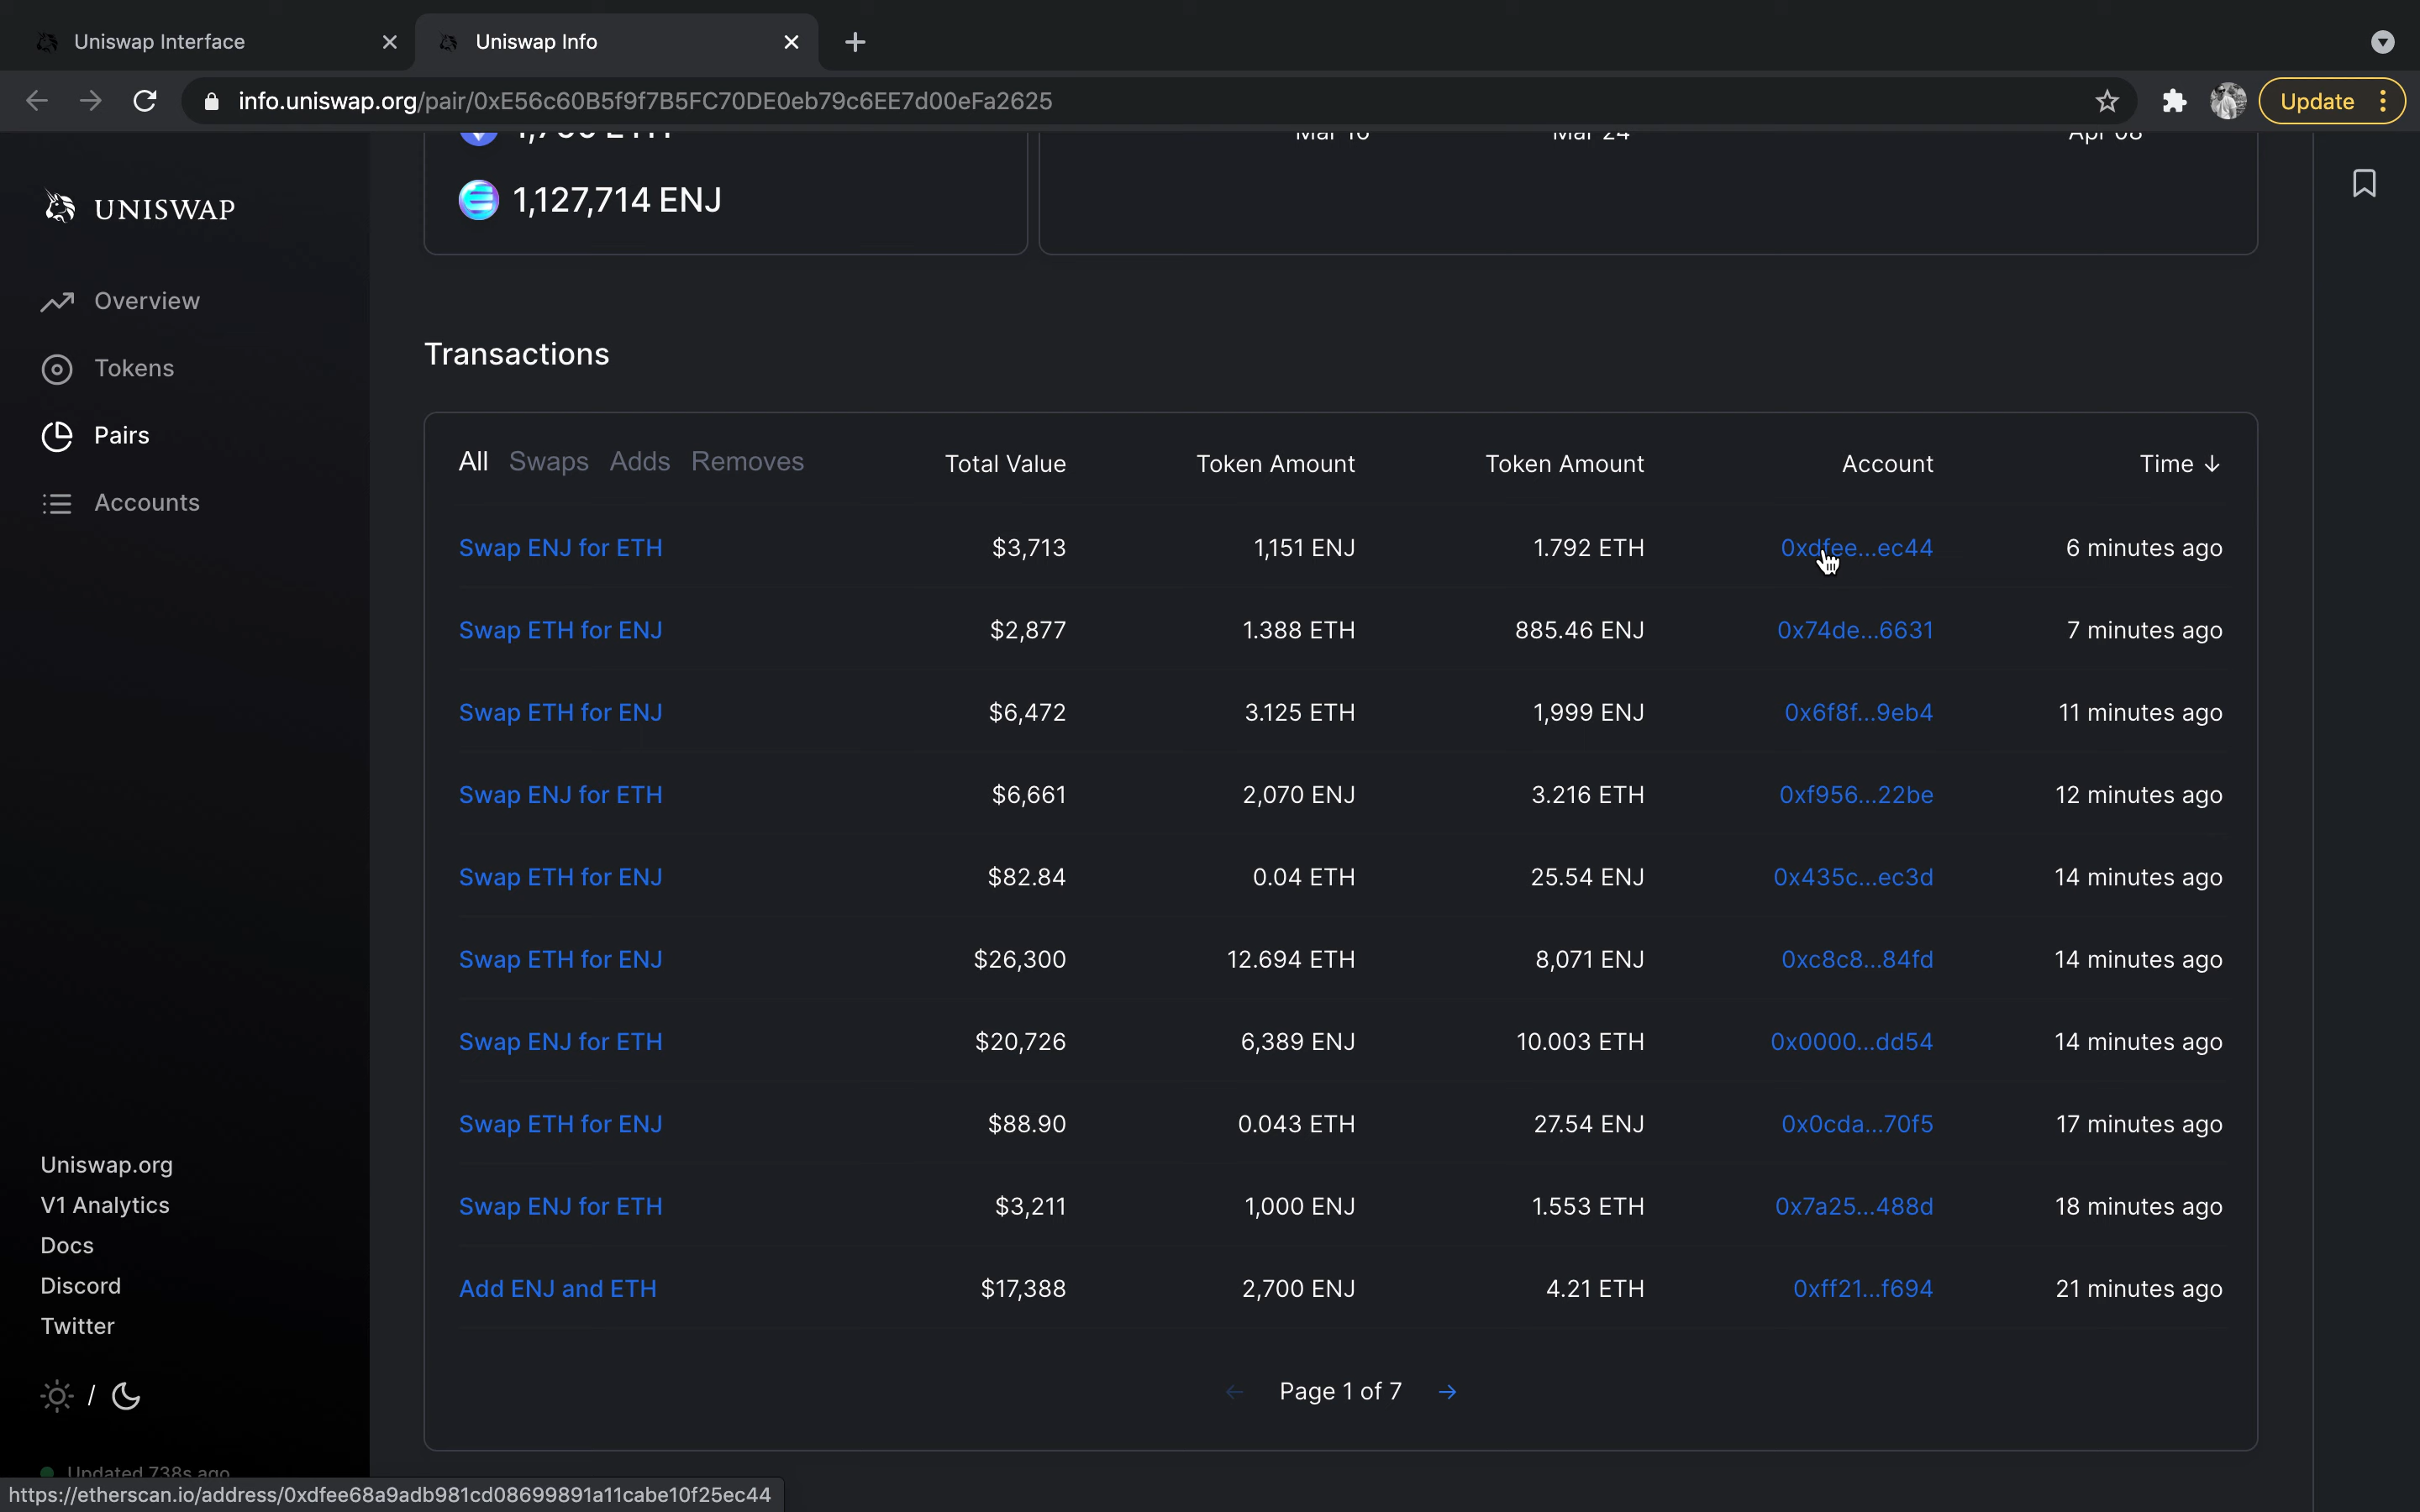 Uniswap Interface
Uniswap Info
info.uniswap.org/pair/0xE56c60B5f9f7B5FC70DE0eb79c6EE7d00eFa2625
Update
UNISWAP
Overview
Tokens
Pairs
Accounts
Uniswap.org
V1 Analytics
Docs
Discord
Twitter
/
Updated 738s ago
ETH
Mar 16
Mar 24
Apr 08
1,127,714 ENJ
Transactions
All Swaps Adds Removes Total Value Token Amount Token Amount Account Time ↓
Swap ENJ for ETH $3,713 1,151 ENJ 1.792 ETH 0xdfee...ec44 6 minutes ago
Swap ETH for ENJ $2,877 1.388 ETH 885.46 ENJ 0x74de...6631 7 minutes ago
Swap ETH for ENJ $6,472 3.125 ETH 1,999 ENJ 0x6f8f...9eb4 11 minutes ago
Swap ENJ for ETH $6,661 2,070 ENJ 3.216 ETH 0xf956...22be 12 minutes ago
Swap ETH for ENJ $82.84 0.04 ETH 25.54 ENJ 0x435c...ec3d 14 minutes ago
Swap ETH for ENJ $26,300 12.694 ETH 8,071 ENJ 0xc8c8...84fd 14 minutes ago
Swap ENJ for ETH $20,726 6,389 ENJ 10.003 ETH 0x0000...dd54 14 minutes ago
Swap ETH for ENJ $88.90 0.043 ETH 27.54 ENJ 0x0cda...70f5 17 minutes ago
Swap ENJ for ETH $3,211 1,000 ENJ 1.553 ETH 0x7a25...488d 18 minutes ago
Add ENJ and ETH $17,388 2,700 ENJ 4.21 ETH 0xff21...f694 21 minutes ago
← Page 1 of 7 →
https://etherscan.io/address/0xdfee68a9adb981cd08699891a11cabe10f25ec44